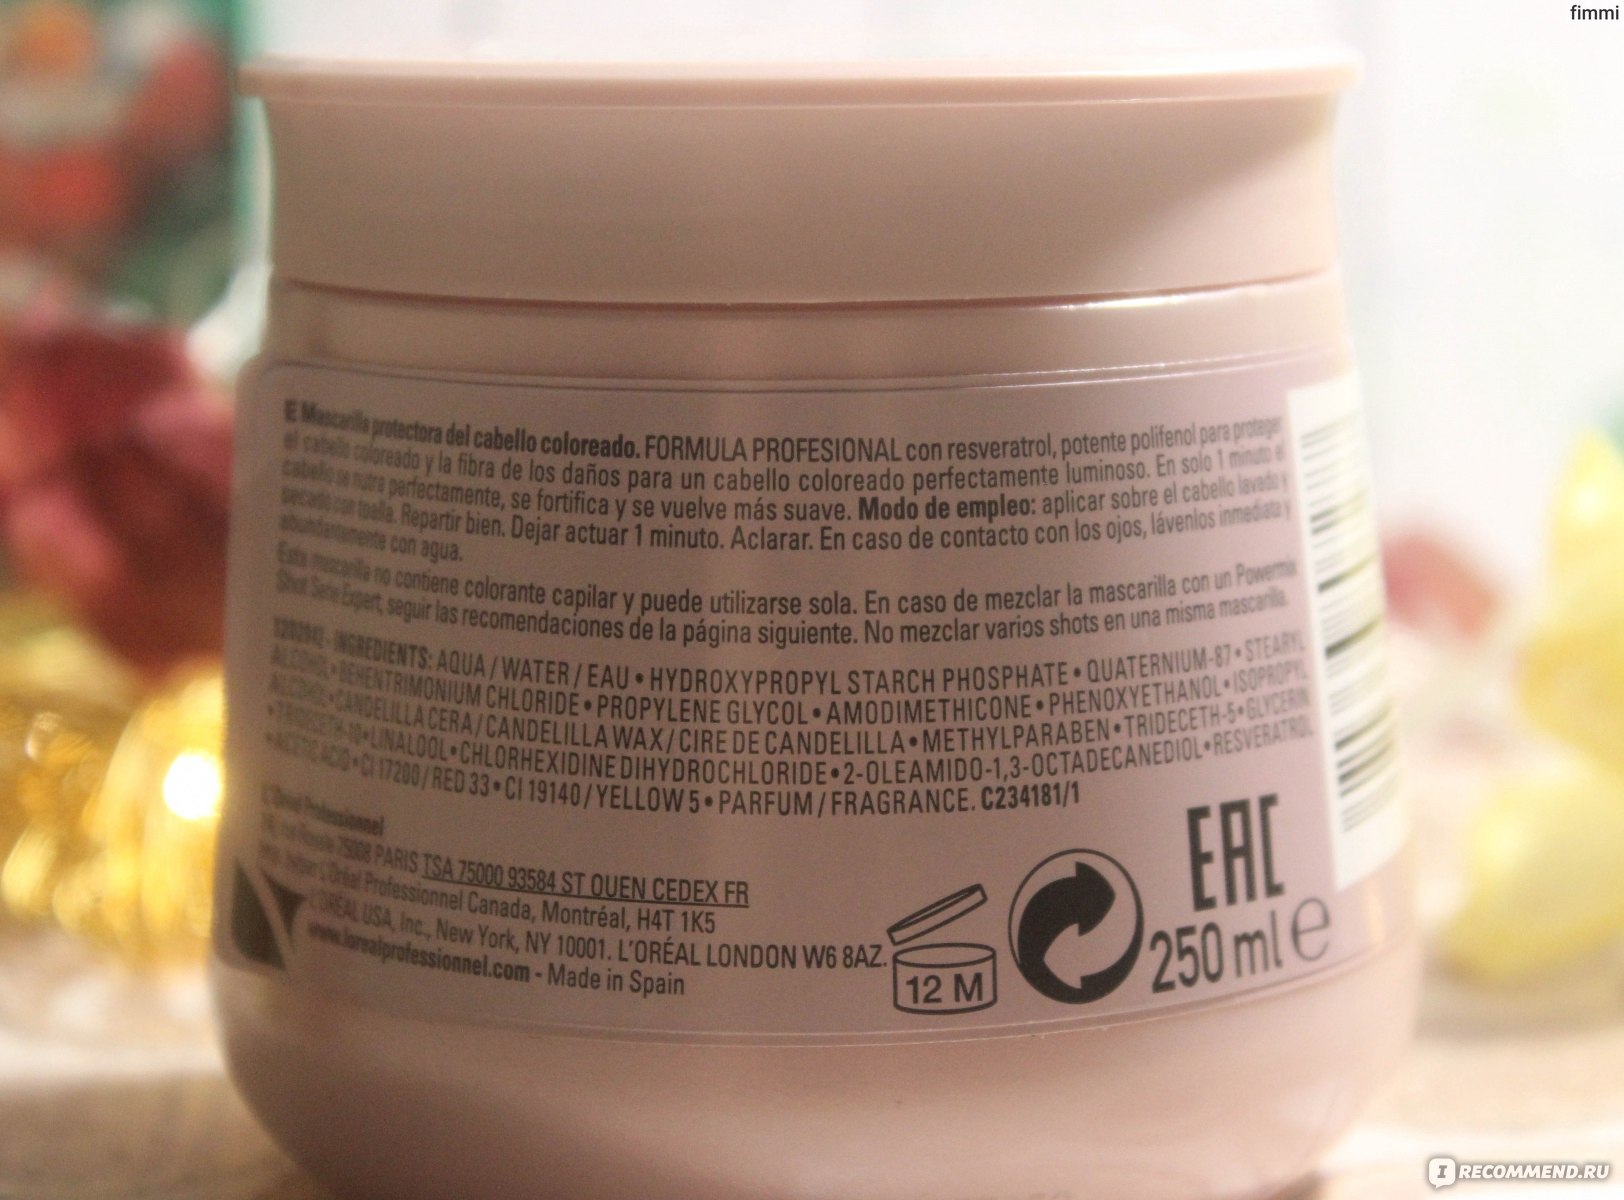 fimmi
E Mascarilla protectora del cabello coloreado. FORMULA PROFESIONAL con resveratrol, potente polifenol para proteger
el cabello coloreado y la fibra de los daños para un cabello coloreado perfectamente luminoso. En solo 1 minuto el
cabello se nutre perfectamente, se fortifica y se vuelve más suave. Modo de empleo: aplicar sobre el cabello lavado y
secado con toalla. Repartir bien. Dejar actuar 1 minuto. Aclarar. En caso de contacto con los ojos, lávenlos inmediata y
abundantemente con agua.
Esta mascarilla no contiene colorante capilar y puede utilizarse sola. En caso de mezclar la mascarilla con un Powermix
Shot Serie Expert, seguir las recomendaciones de la página siguiente. No mezclar varios shots en una misma mascarilla.
INGREDIENTS: AQUA / WATER / EAU • HYDROXYPROPYL STARCH PHOSPHATE • QUATERNIUM-87 • STEARYL
ALCOHOL • BEHENTRIMONIUM CHLORIDE • PROPYLENE GLYCOL • AMODIMETHICONE • PHENOXYETHANOL • ISOPROPYL
ALCOHOL • CANDELILLA CERA / CANDELILLA WAX / CIRE DE CANDELILLA • METHYLPARABEN • TRIDECETH-5 • GLYCERIN
• TRIDECETH-10 • LINALOOL • CHLORHEXIDINE DIHYDROCHLORIDE • 2-OLEAMIDO-1,3-OCTADECANEDIOL • RESVERATROL
• ACETIC ACID • CI 17200 / RED 33 • CI 19140 / YELLOW 5 • PARFUM / FRAGRANCE. C234181/1
L'Oréal Professionnel
rue Royale 75008 PARIS TSA 75000 93584 ST OUEN CEDEX FR
L'Oréal Professionnel Canada, Montréal, H4T 1K5
L'ORÉAL USA, Inc., New York, NY 10001. L'ORÉAL LONDON W6 8AZ.
www.lorealprofessionnel.com - Made in Spain
12 M
EAC
250 ml e
IRECOMMEND.RU